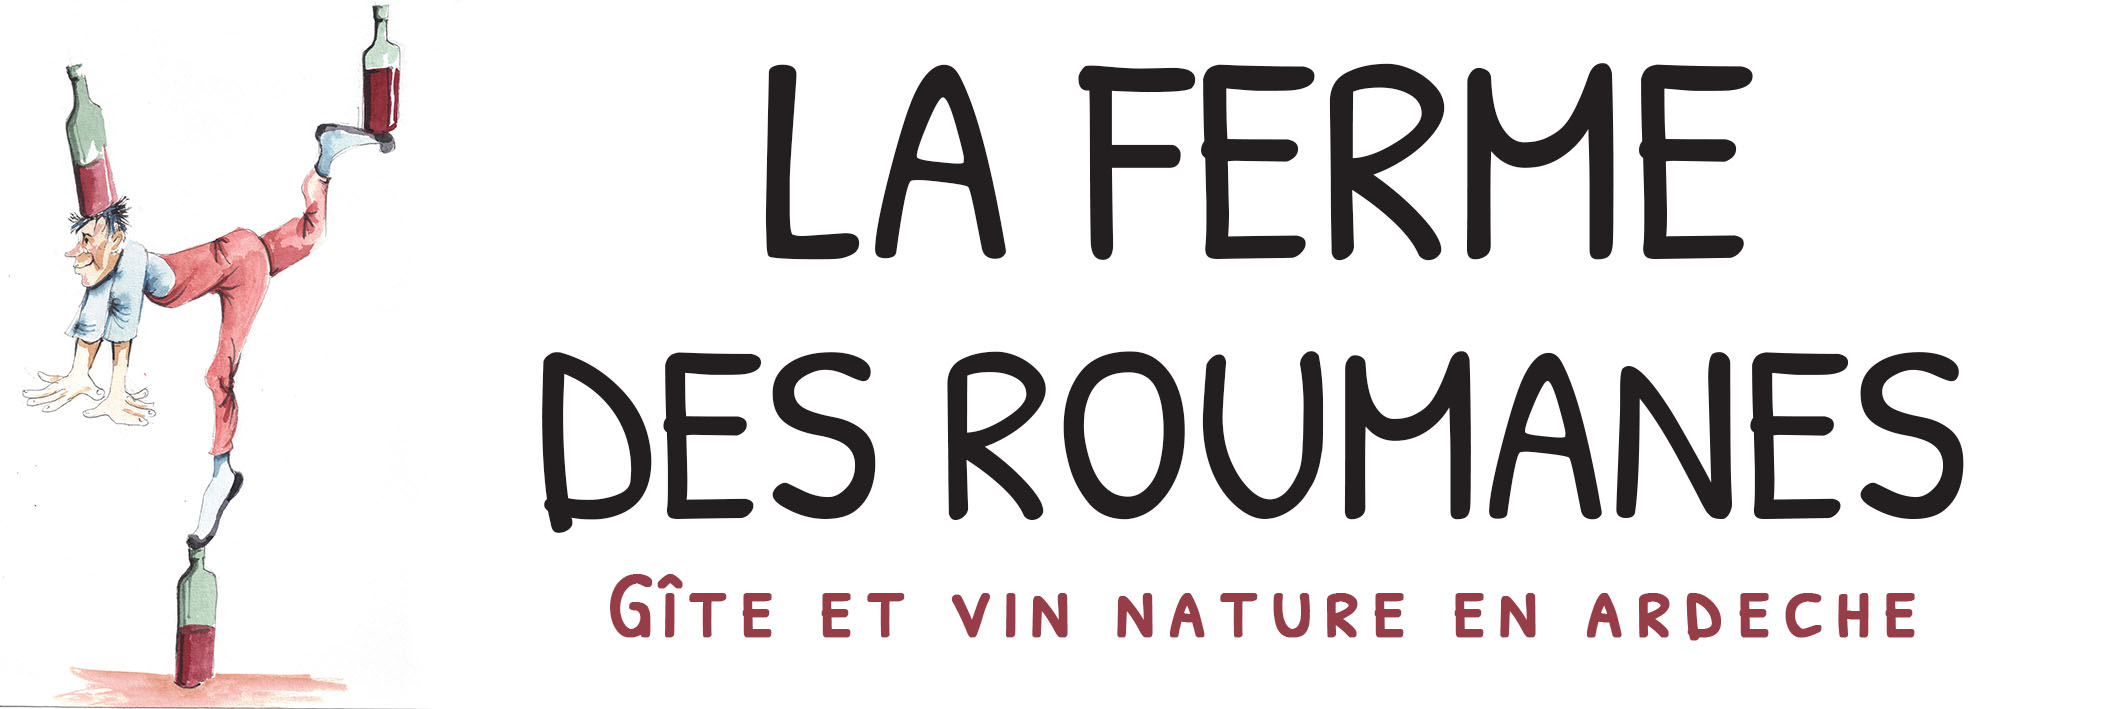 LA FERME
DES ROUMANES
GÎTE ET VIN NATURE EN ARDECHE